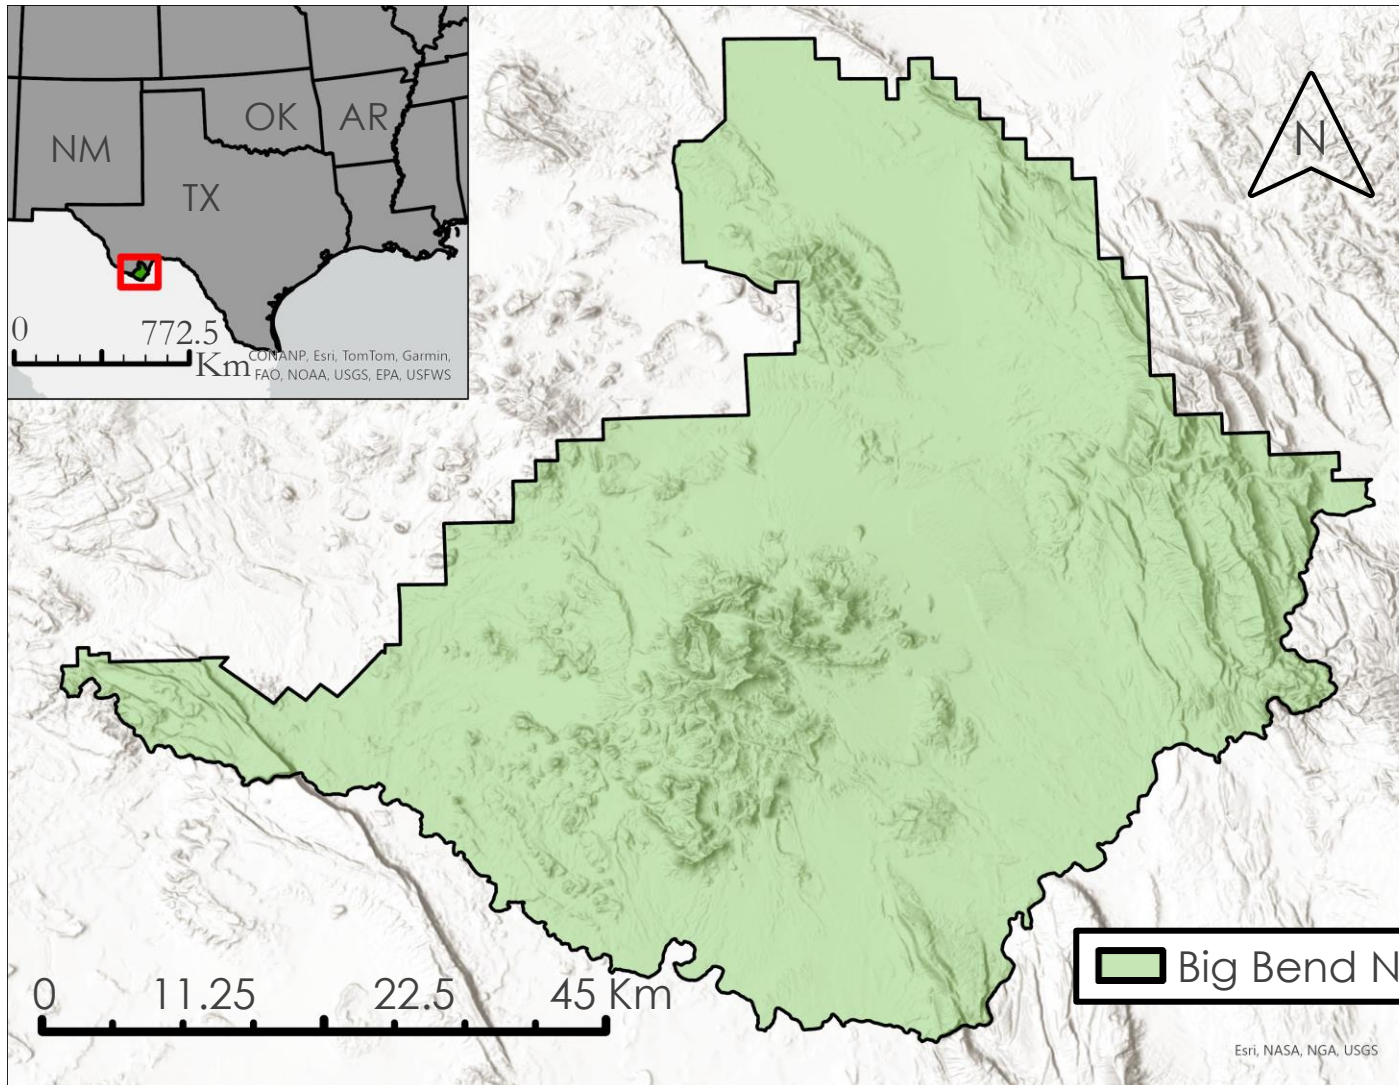 OK
AR
NM
TX
0
772.5
Km
CONANP, Esri, TomTom, Garmin,
FAO, NOAA, USGS, EPA, USFWS
N
0 11.25 22.5 45 Km
Big Bend N
Esri, NASA, NGA, USGS